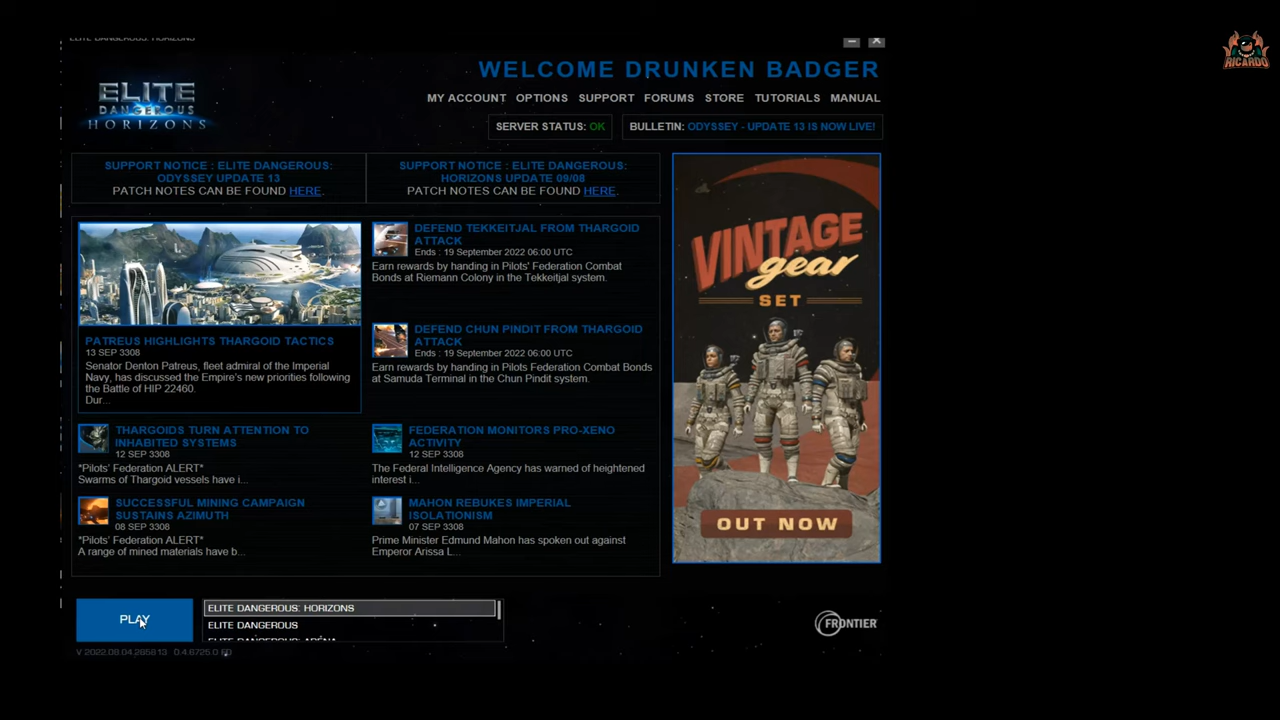 ELITE DANGEROUS: HORIZONS
RICARDO
WELCOME DRUNKEN BADGER
ELITE
DANGEROUS
HORIZONS
MY ACCOUNT OPTIONS SUPPORT FORUMS STORE TUTORIALS MANUAL
SERVER STATUS: OK
BULLETIN: ODYSSEY - UPDATE 13 IS NOW LIVE!
SUPPORT NOTICE : ELITE DANGEROUS:
ODYSSEY UPDATE 13
PATCH NOTES CAN BE FOUND HERE.
SUPPORT NOTICE : ELITE DANGEROUS:
HORIZONS UPDATE 09/08
PATCH NOTES CAN BE FOUND HERE.
PATREUS HIGHLIGHTS THARGOID TACTICS
13 SEP 3308
Senator Denton Patreus, fleet admiral of the Imperial
Navy, has discussed the Empire's new priorities following
the Battle of HIP 22460.
Dur...
DEFEND TEKKEITJAL FROM THARGOID
ATTACK
Ends : 19 September 2022 06:00 UTC
Earn rewards by handing in Pilots' Federation Combat
Bonds at Riemann Colony in the Tekkeitjal system.
DEFEND CHUN PINDIT FROM THARGOID
ATTACK
Ends : 19 September 2022 06:00 UTC
Earn rewards by handing in Pilots Federation Combat Bonds
at Samuda Terminal in the Chun Pindit system.
THARGOIDS TURN ATTENTION TO
INHABITED SYSTEMS
12 SEP 3308
*Pilots' Federation ALERT*
Swarms of Thargoid vessels have i...
FEDERATION MONITORS PRO-XENO
ACTIVITY
12 SEP 3308
The Federal Intelligence Agency has warned of heightened
interest i...
SUCCESSFUL MINING CAMPAIGN
SUSTAINS AZIMUTH
08 SEP 3308
*Pilots' Federation ALERT*
A range of mined materials have b...
MAHON REBUKES IMPERIAL
ISOLATIONISM
07 SEP 3308
Prime Minister Edmund Mahon has spoken out against
Emperor Arissa L...
VINTAGE
gear
SET
OUT NOW
PLAY
ELITE DANGEROUS: HORIZONS
ELITE DANGEROUS
ELITE DANGEROUS: ARENA
FRONTIER